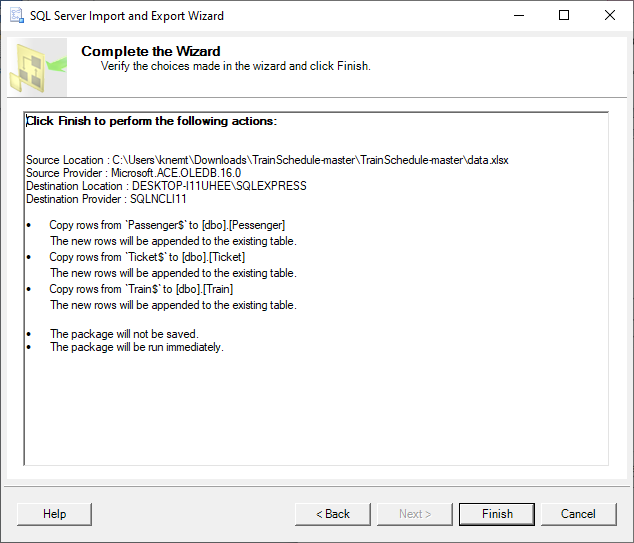 SQL Server Import and Export Wizard
Complete the Wizard
Verify the choices made in the wizard and click Finish.
Click Finish to perform the following actions:
Source Location : C:\Users\knemt\Downloads\TrainSchedule-master\TrainSchedule-master\data.xlsx
Source Provider : Microsoft.ACE.OLEDB.16.0
Destination Location : DESKTOP-I11UHEE\SQLEXPRESS
Destination Provider : SQLNCLI11
• Copy rows from `Passenger$` to [dbo].[Pessenger]
The new rows will be appended to the existing table.
• Copy rows from `Ticket$` to [dbo].[Ticket]
The new rows will be appended to the existing table.
• Copy rows from `Train$` to [dbo].[Train]
The new rows will be appended to the existing table.
• The package will not be saved.
• The package will be run immediately.
Help < Back Next > Finish Cancel